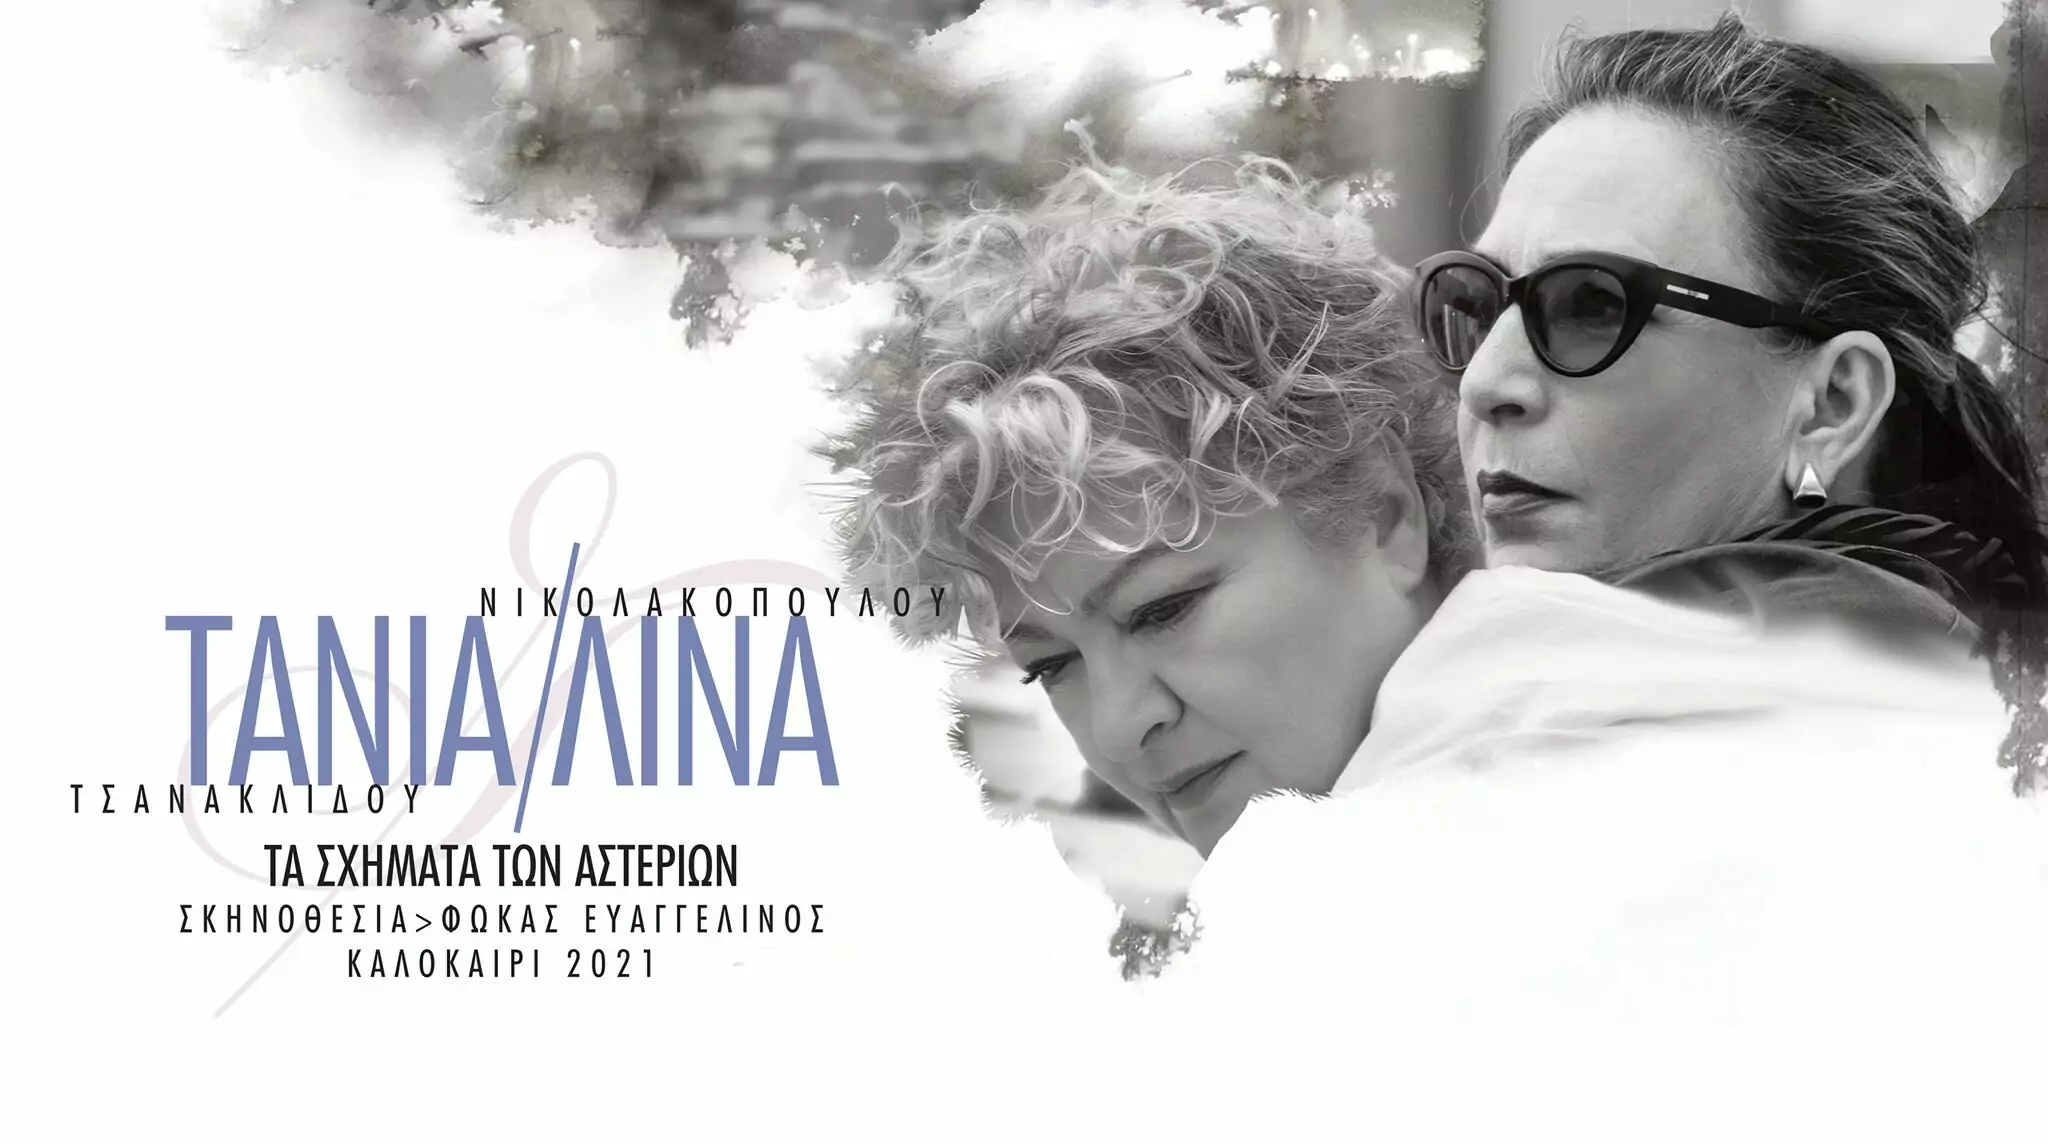 ΝΙΚΟΛΑΚΟΠΟΥΛΟΥ
ΤΑΝΙΑ/ΛΙΝΑ
ΤΣΑΝΑΚΛΙΔΟΥ
ΤΑ ΣΧΗΜΑΤΑ ΤΩΝ ΑΣΤΕΡΙΩΝ
ΣΚΗΝΟΘΕΣΙΑ>ΦΩΚΑΣ ΕΥΑΓΓΕΛΙΝΟΣ
ΚΑΛΟΚΑΙΡΙ 2021